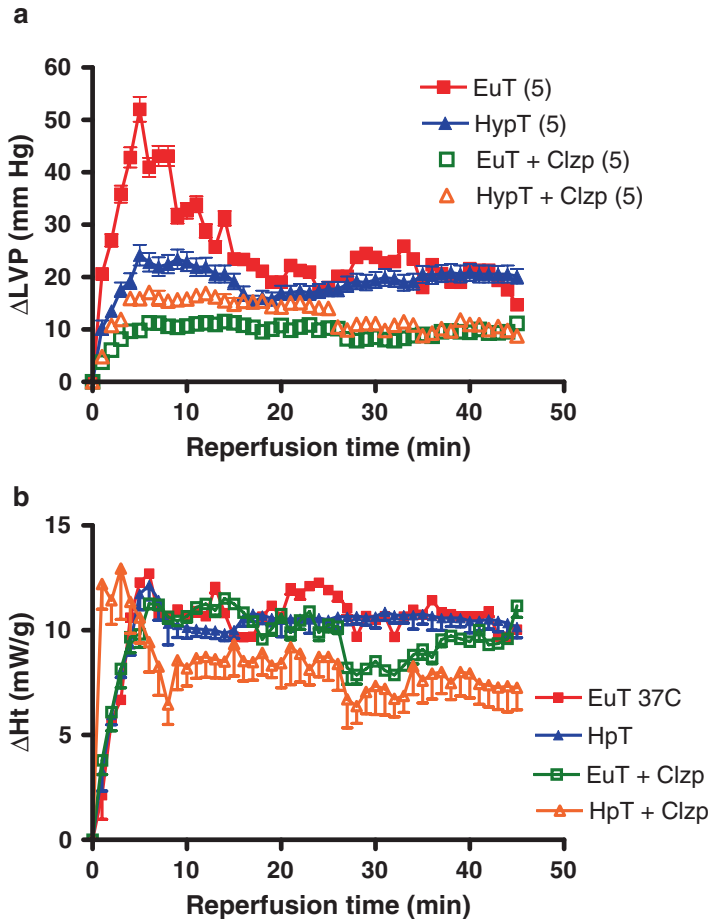 a
60
50
40
30
20
10
0
ΔLVP (mm Hg)
EuT (5)
HypT (5)
EuT + Clzp (5)
HypT + Clzp (5)
0 10 20 30 40 50
Reperfusion time (min)
b
15
10
5
0
ΔHt (mW/g)
EuT 37C
HpT
EuT + Clzp
HpT + Clzp
0 10 20 30 40 50
Reperfusion time (min)